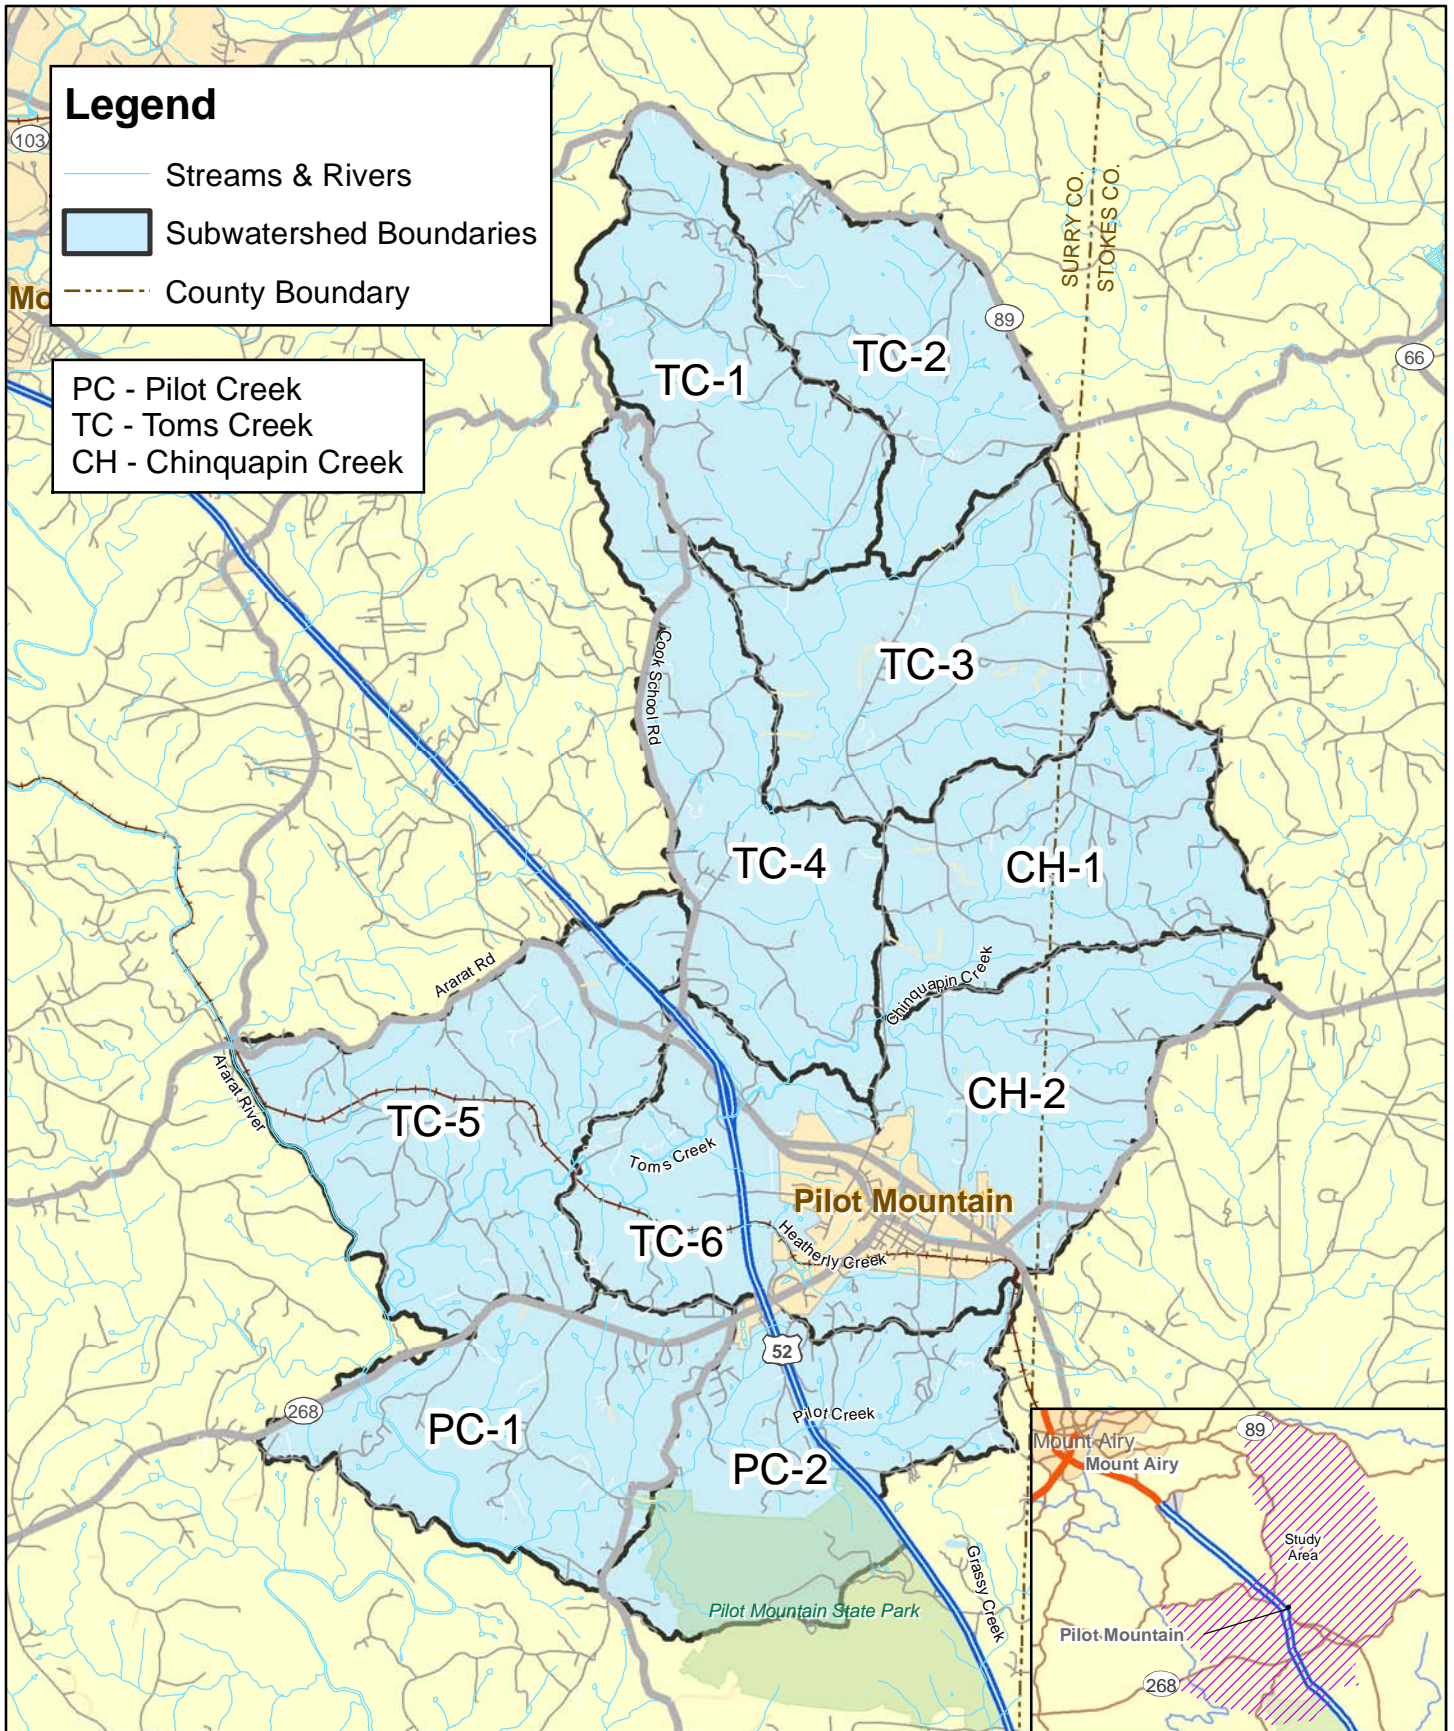 Legend
Streams & Rivers
Subwatershed Boundaries
County Boundary
103
Mo
PC - Pilot Creek
TC - Toms Creek
CH - Chinquapin Creek
SURRY CO.
STOKES CO.
89
66
TC-1
TC-2
Cook School Rd
TC-3
TC-4
CH-1
Chinquapin Creek
Ararat Rd
Ararat River
TC-5
CH-2
Toms Creek
Pilot Mountain
TC-6
Heatherly Creek
52
268
PC-1
Pilot Creek
PC-2
Grassy Creek
Pilot Mountain State Park
Mount Airy
Mount Airy
89
Study
Area
Pilot Mountain
268